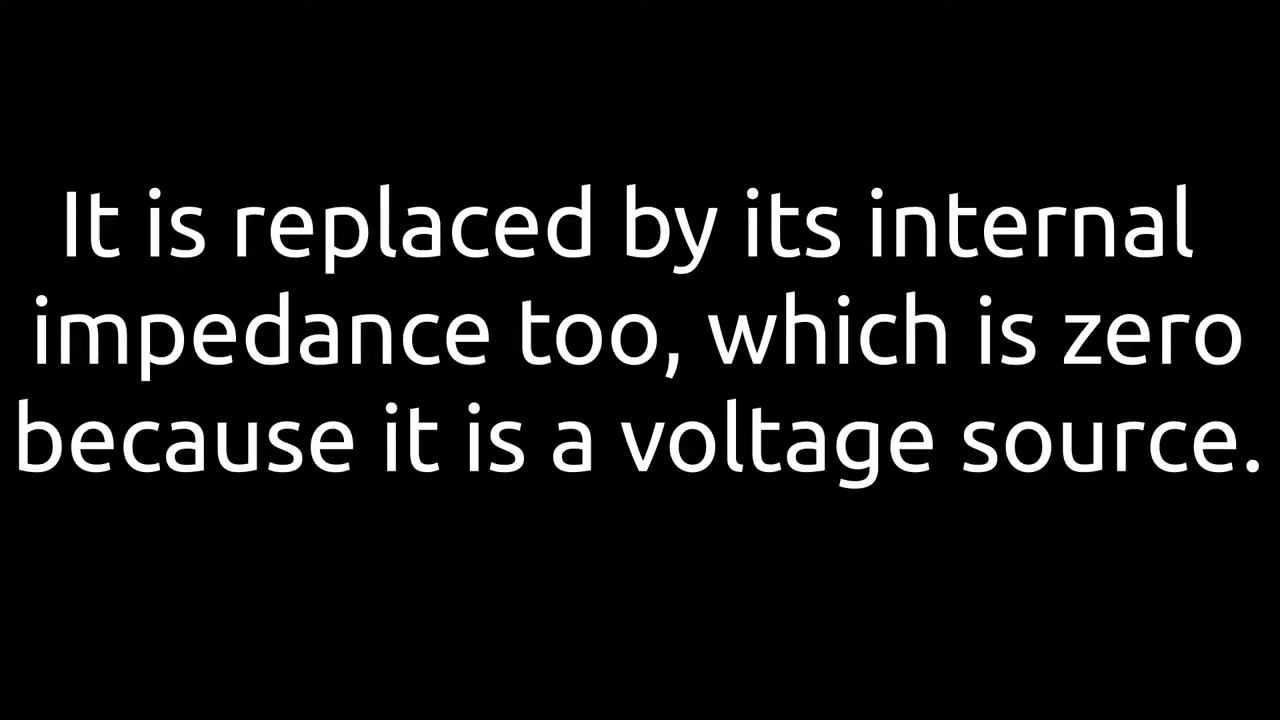 It is replaced by its internal
impedance too, which is zero
because it is a voltage source.